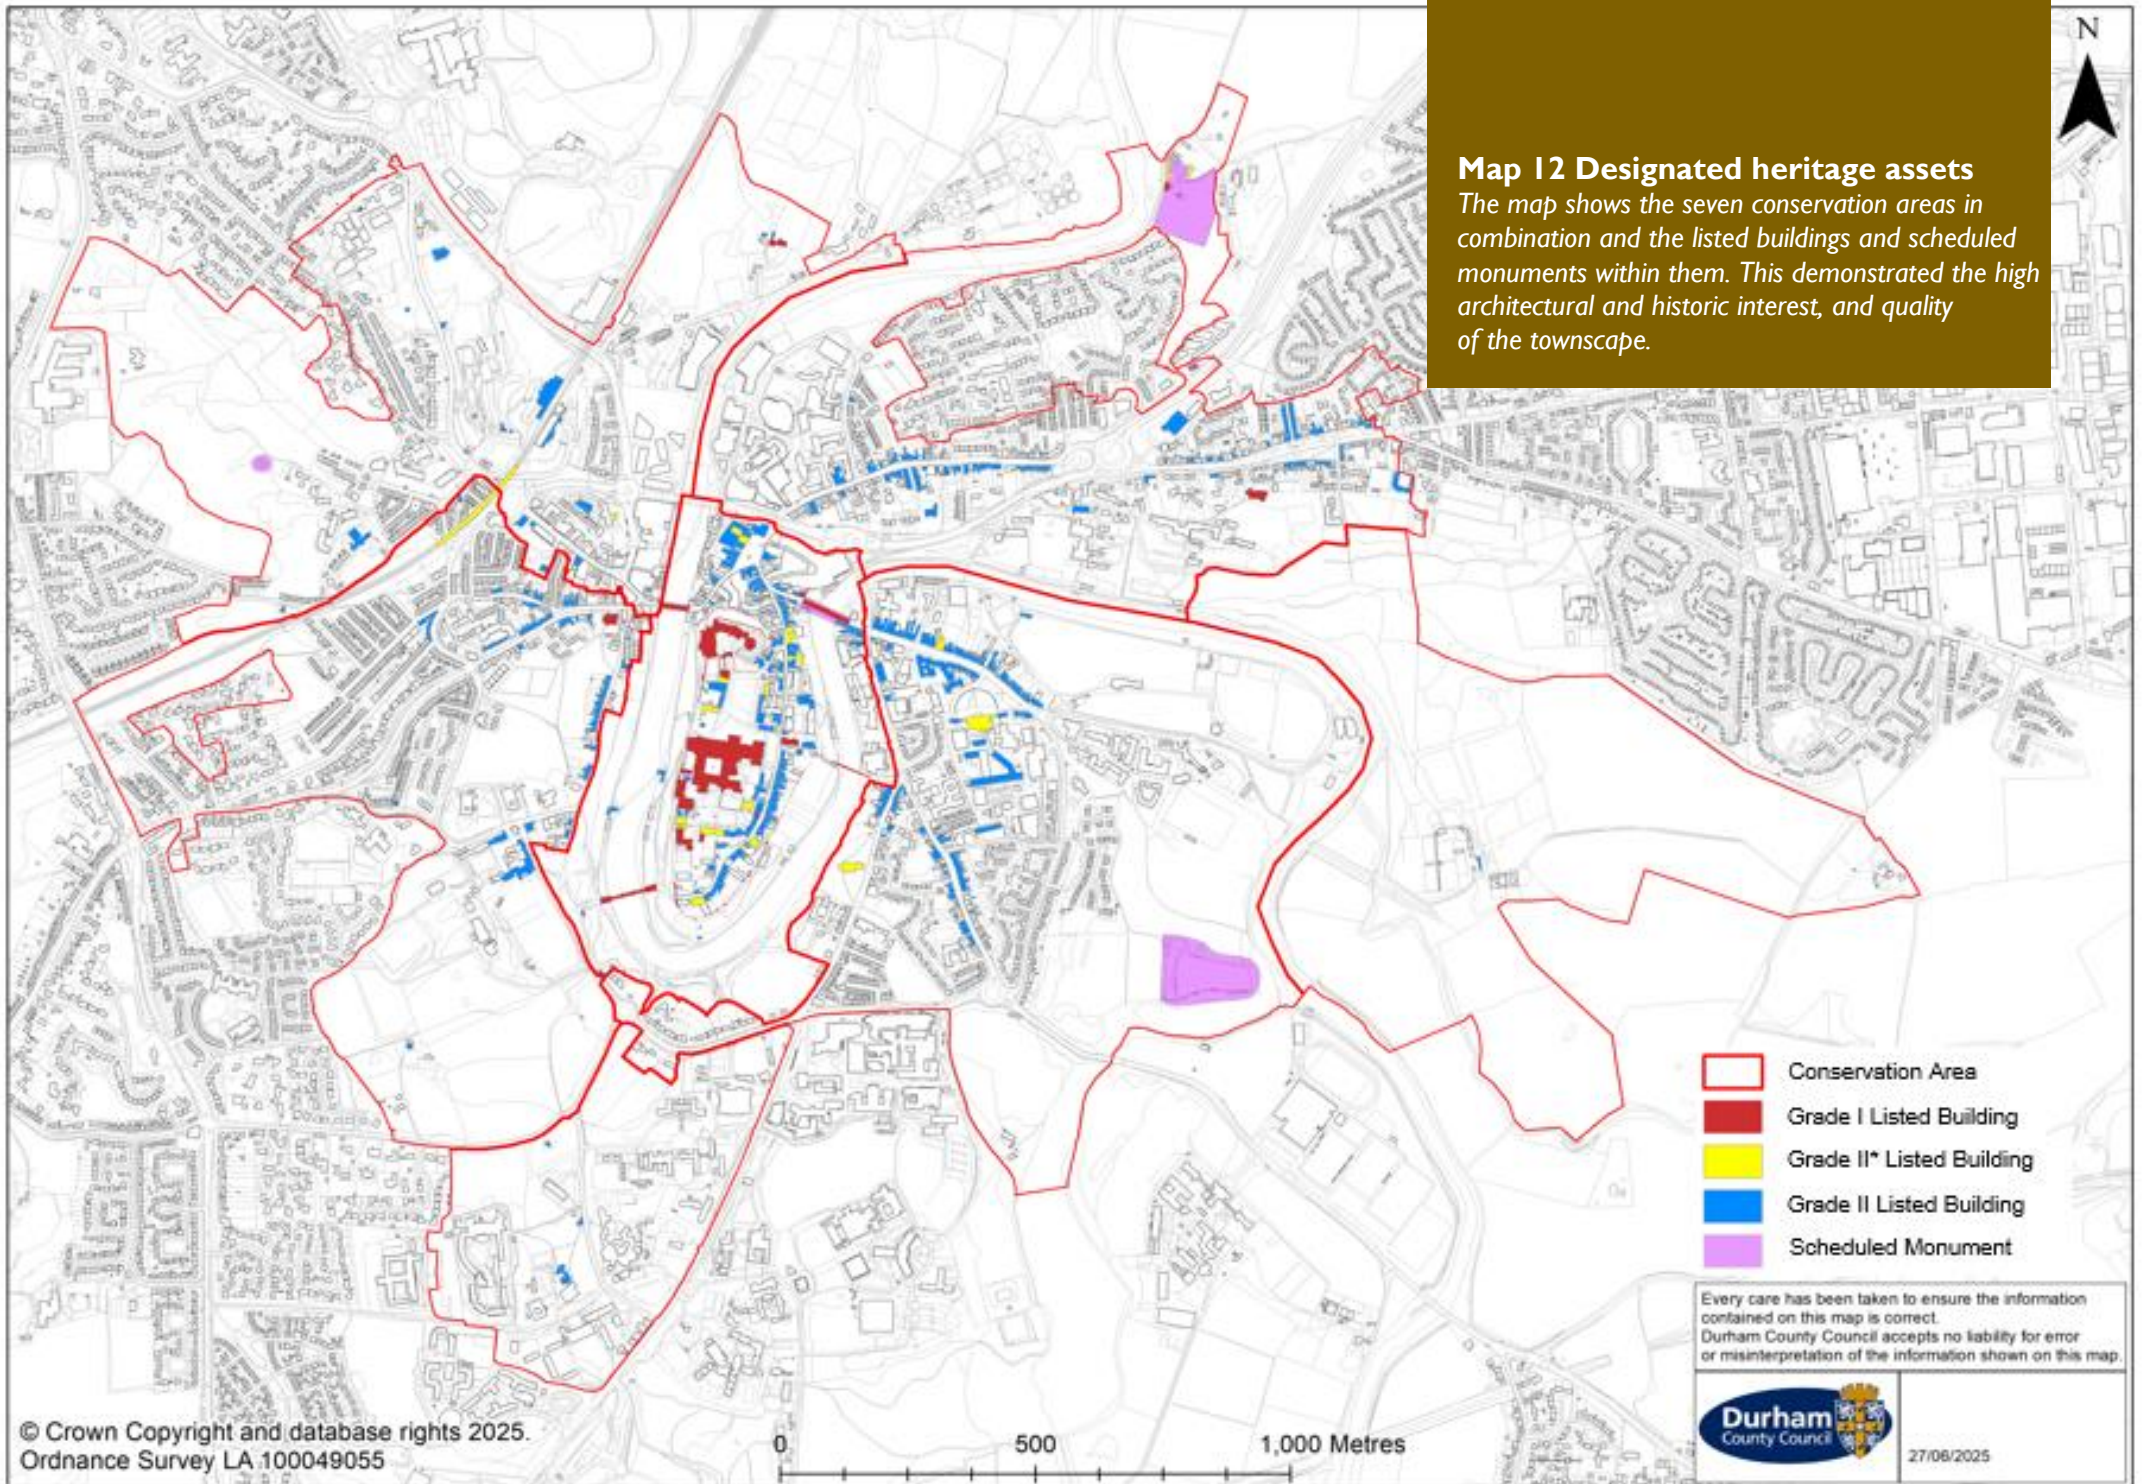 Map 12 Designated heritage assets
The map shows the seven conservation areas in
combination and the listed buildings and scheduled
monuments within them. This demonstrated the high
architectural and historic interest, and quality
of the townscape.
N
Conservation Area
Grade I Listed Building
Grade II* Listed Building
Grade II Listed Building
Scheduled Monument
Every care has been taken to ensure the information
contained on this map is correct.
Durham County Council accepts no liability for error
or misinterpretation of the information shown on this map.
Durham
County Council
27/06/2025
© Crown Copyright and database rights 2025.
Ordnance Survey LA 100049055
0 500 1,000 Metres